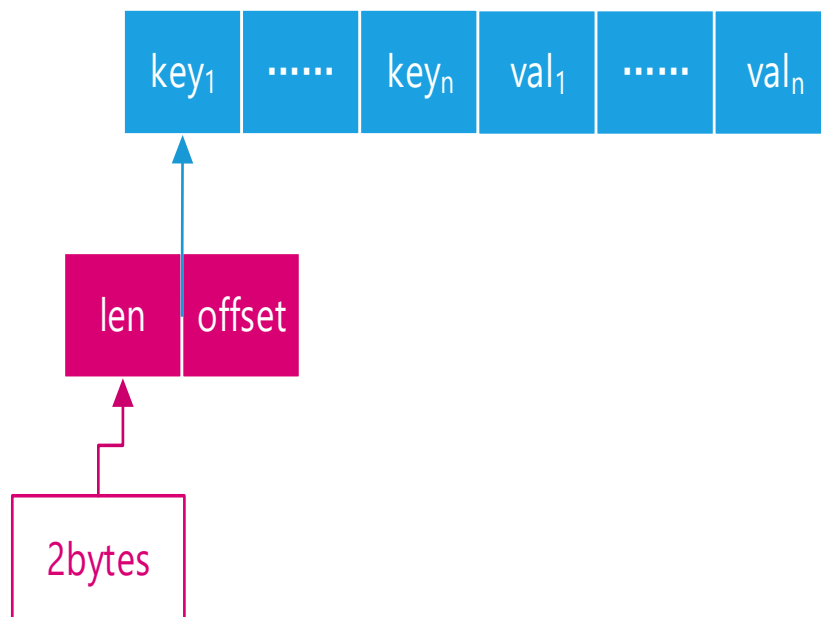 key₁ ...... keyₙ val₁ ...... valₙ
len offset
2bytes